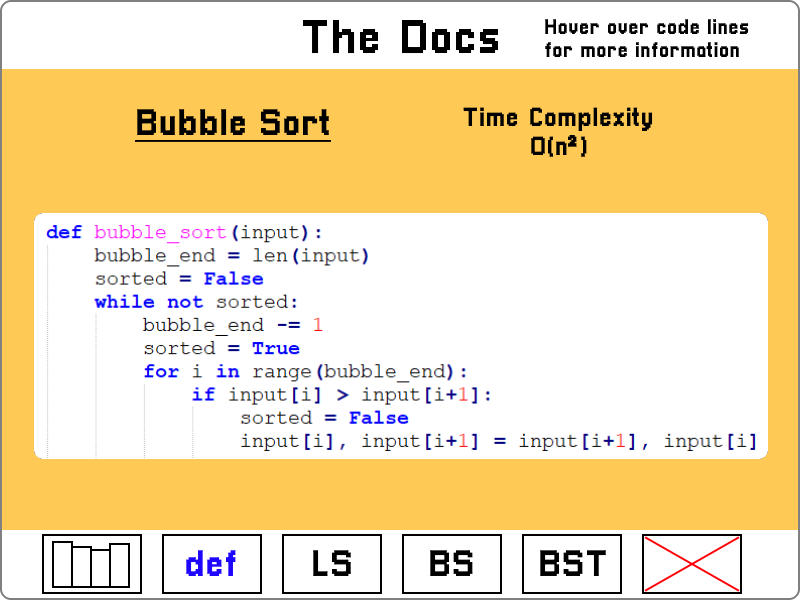 The Docs
Hover over code lines
for more information
Bubble Sort
Time Complexity
O(n²)
def bubble_sort(input):
    bubble_end = len(input)
    sorted = False
    while not sorted:
        bubble_end -= 1
        sorted = True
        for i in range(bubble_end):
            if input[i] > input[i+1]:
                sorted = False
                input[i], input[i+1] = input[i+1], input[i]
def
LS
BS
BST